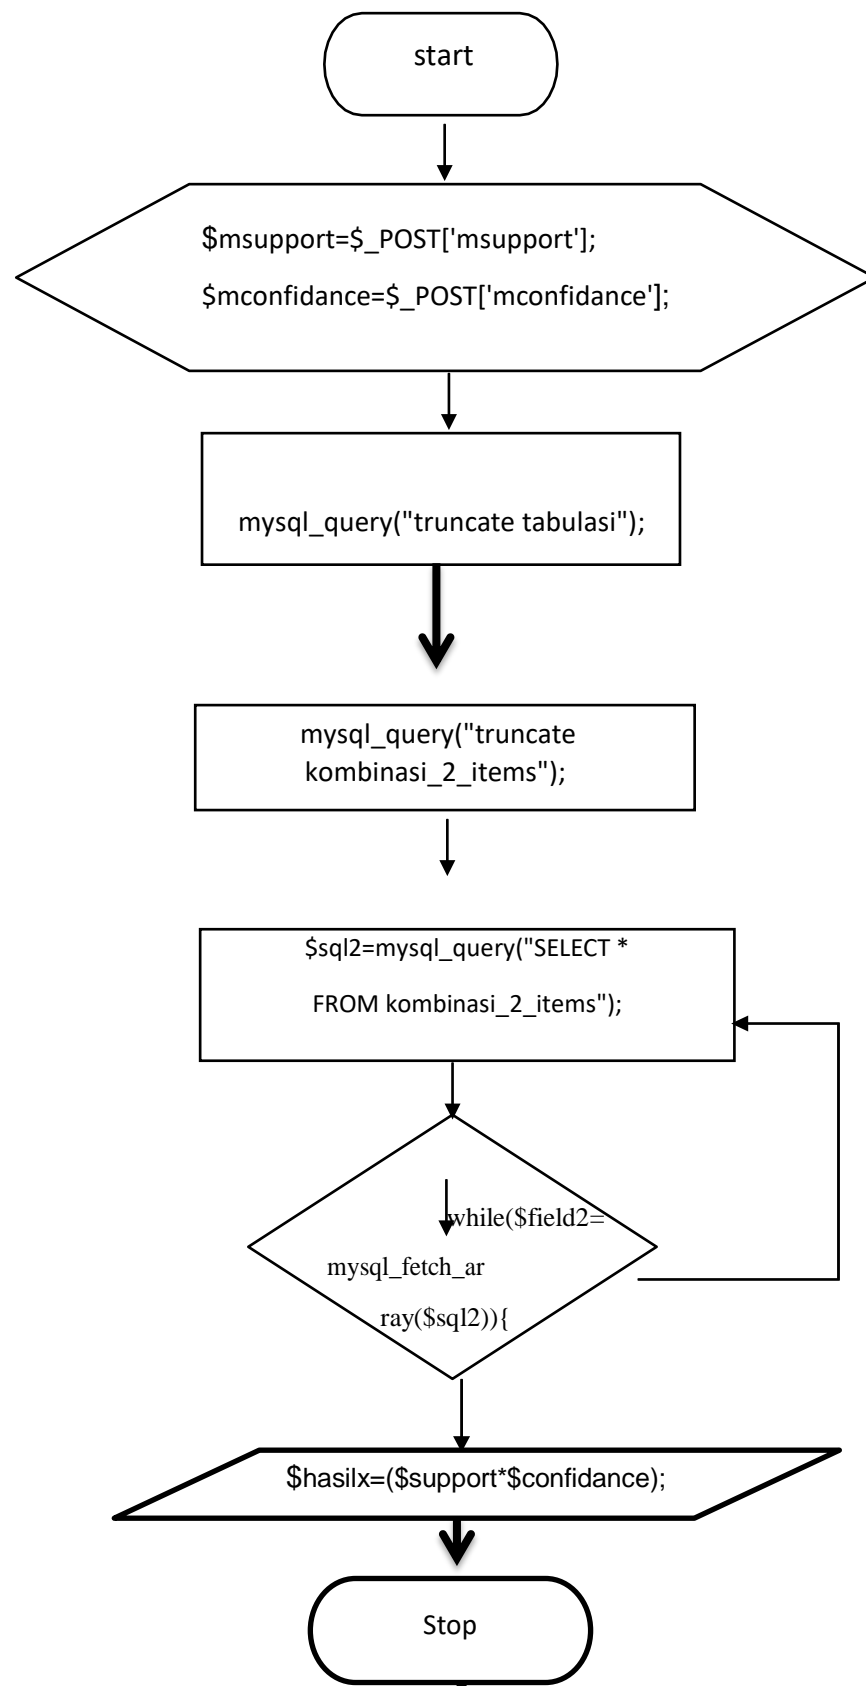 start
$msupport=$_POST['msupport'];
$mconfidance=$_POST['mconfidance'];
mysql_query("truncate tabulasi");
mysql_query("truncate
kombinasi_2_items");
$sql2=mysql_query("SELECT *
FROM kombinasi_2_items");
while($field2=
mysql_fetch_ar
ray($sql2)){
$hasilx=($support*$confidance);
Stop